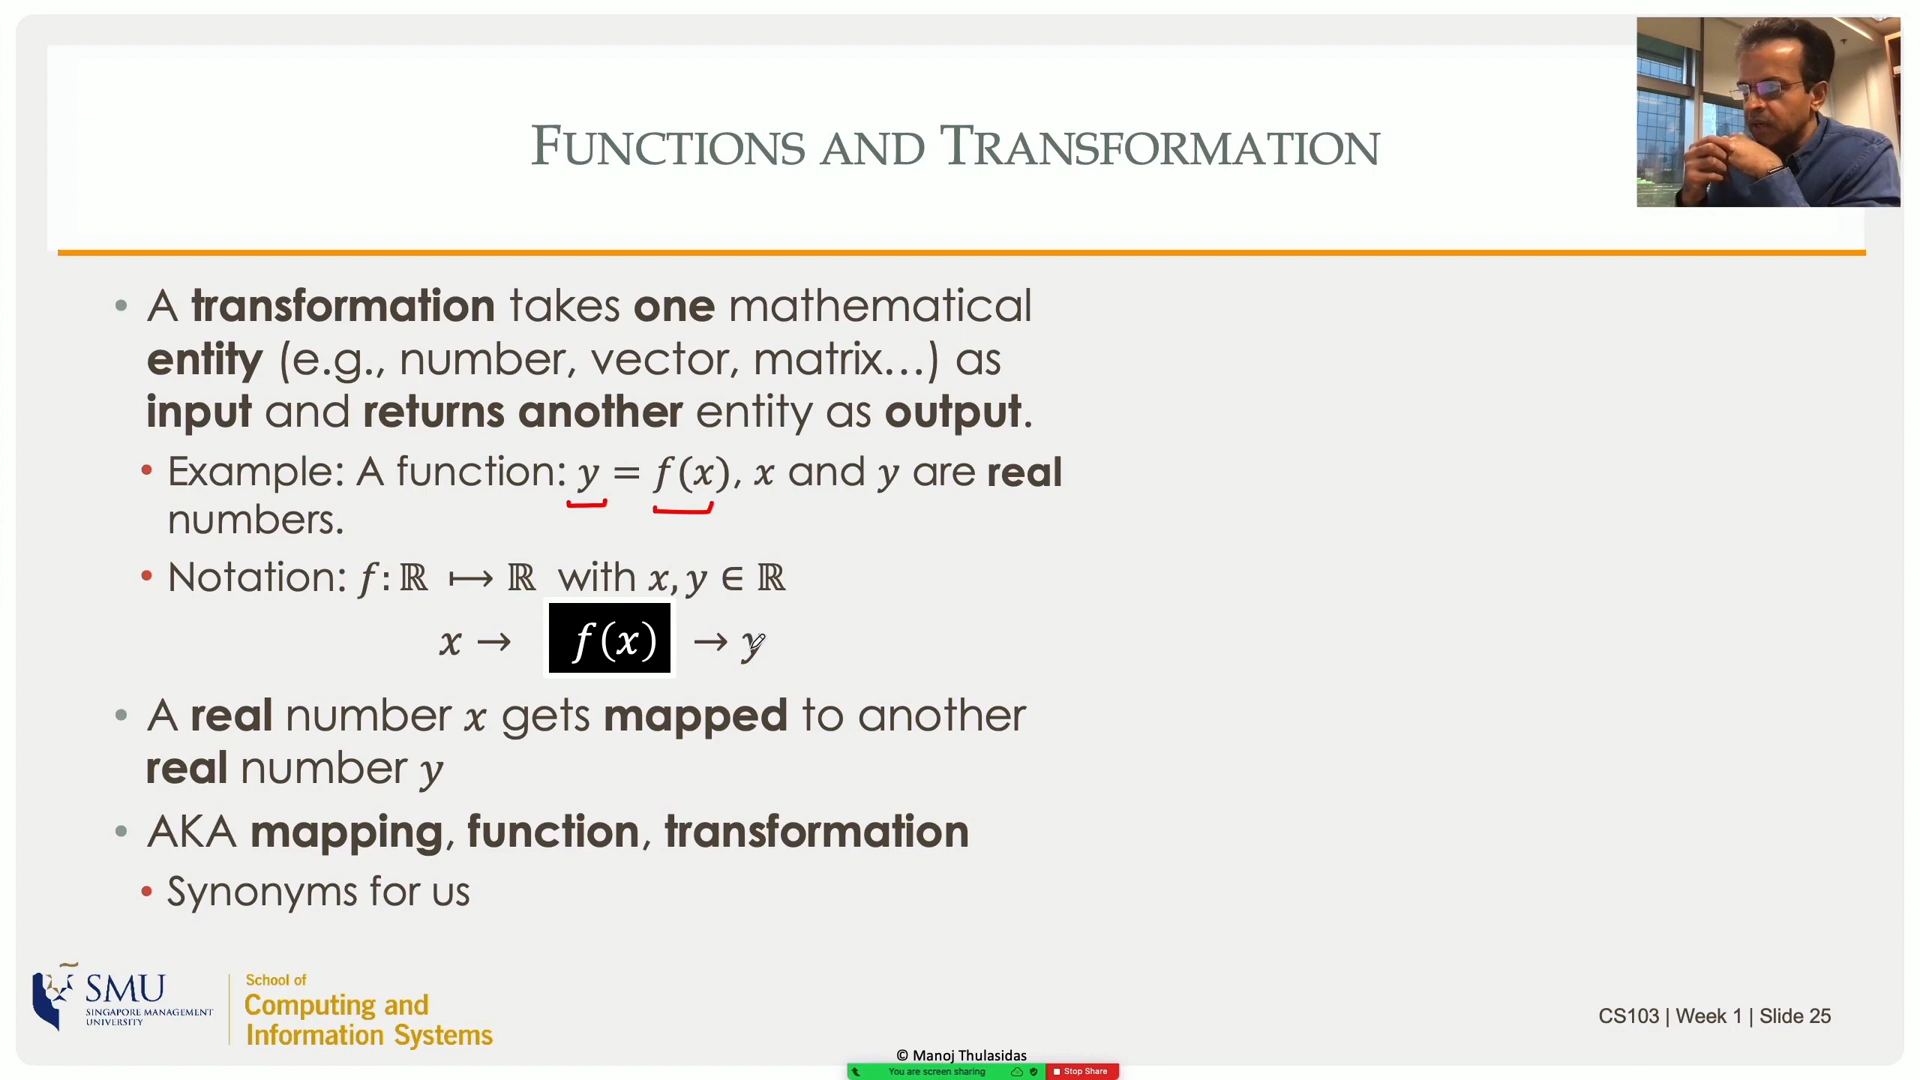 FUNCTIONS AND TRANSFORMATION
• A transformation takes one mathematical
entity (e.g., number, vector, matrix…) as
input and returns another entity as output.
• Example: A function: y = f(x), x and y are real
numbers.
• Notation: f: ℝ ↦ ℝ with x, y ∈ ℝ
x → f(x) → y
• A real number x gets mapped to another
real number y
• AKA mapping, function, transformation
• Synonyms for us
SMU
SINGAPORE MANAGEMENT
UNIVERSITY
School of
Computing and
Information Systems
CS103 | Week 1 | Slide 25
© Manoj Thulasidas
You are screen sharing
Stop Share